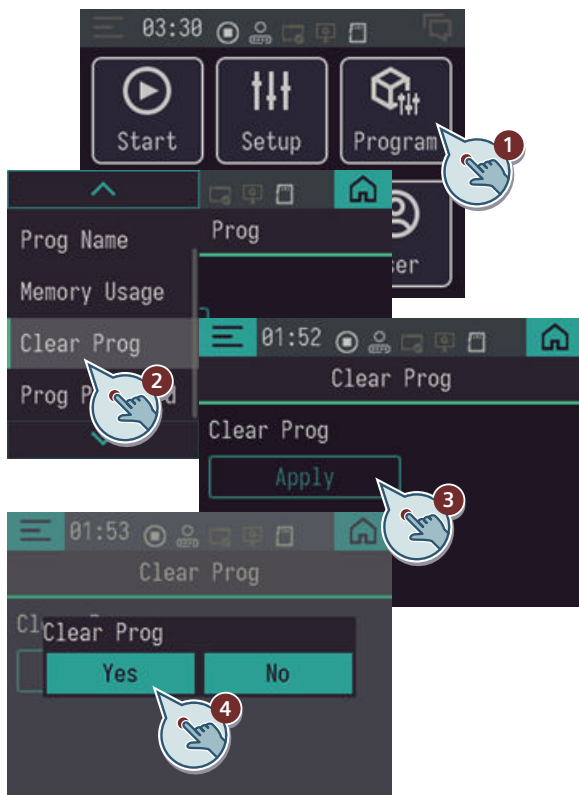 03:30
Start
Setup
Program
1
Prog Name
Memory Usage
Clear Prog
Prog
2
Prog
01:52
Clear Prog
Clear Prog
Apply
3
01:53
Clear Prog
Clear Prog
Yes
No
4